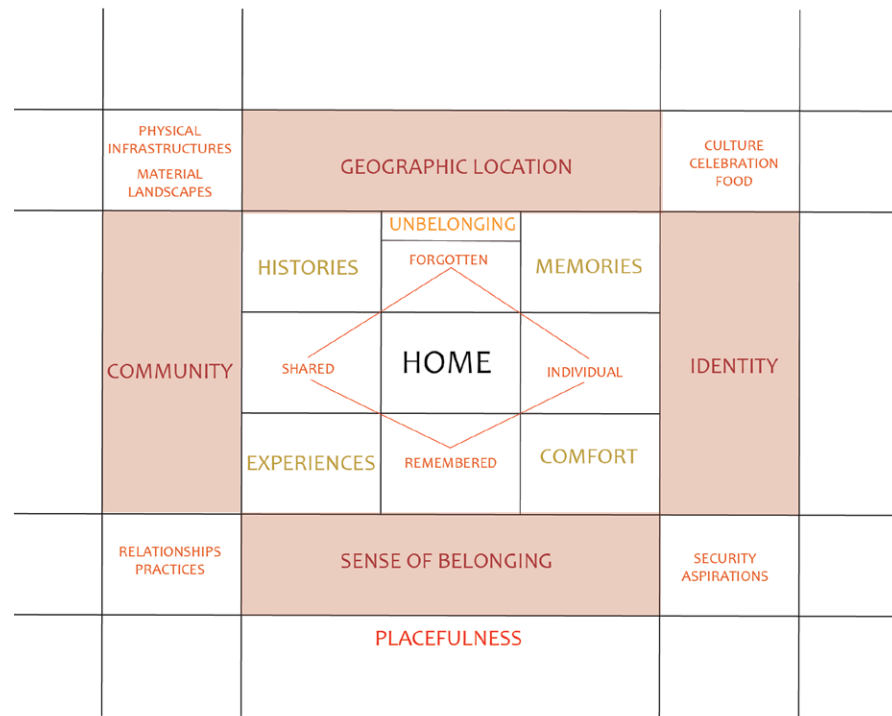 PHYSICAL
INFRASTRUCTURES
MATERIAL
LANDSCAPES
GEOGRAPHIC LOCATION
CULTURE
CELEBRATION
FOOD
UNBELONGING
HISTORIES
FORGOTTEN
MEMORIES
COMMUNITY
SHARED
HOME
INDIVIDUAL
IDENTITY
EXPERIENCES
REMEMBERED
COMFORT
RELATIONSHIPS
PRACTICES
SENSE OF BELONGING
SECURITY
ASPIRATIONS
PLACEFULNESS